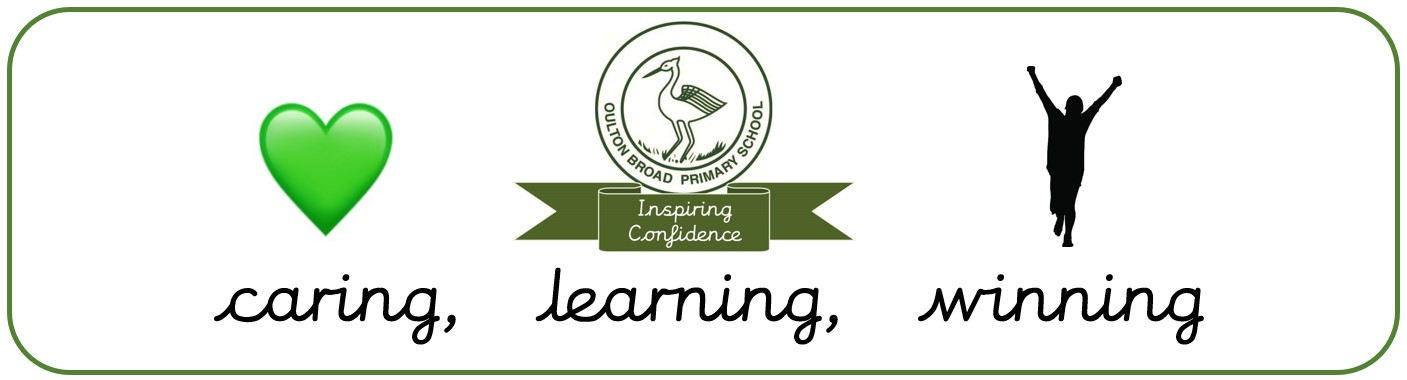 OULTON BROAD PRIMARY SCHOOL
Inspiring
Confidence
caring, learning, winning